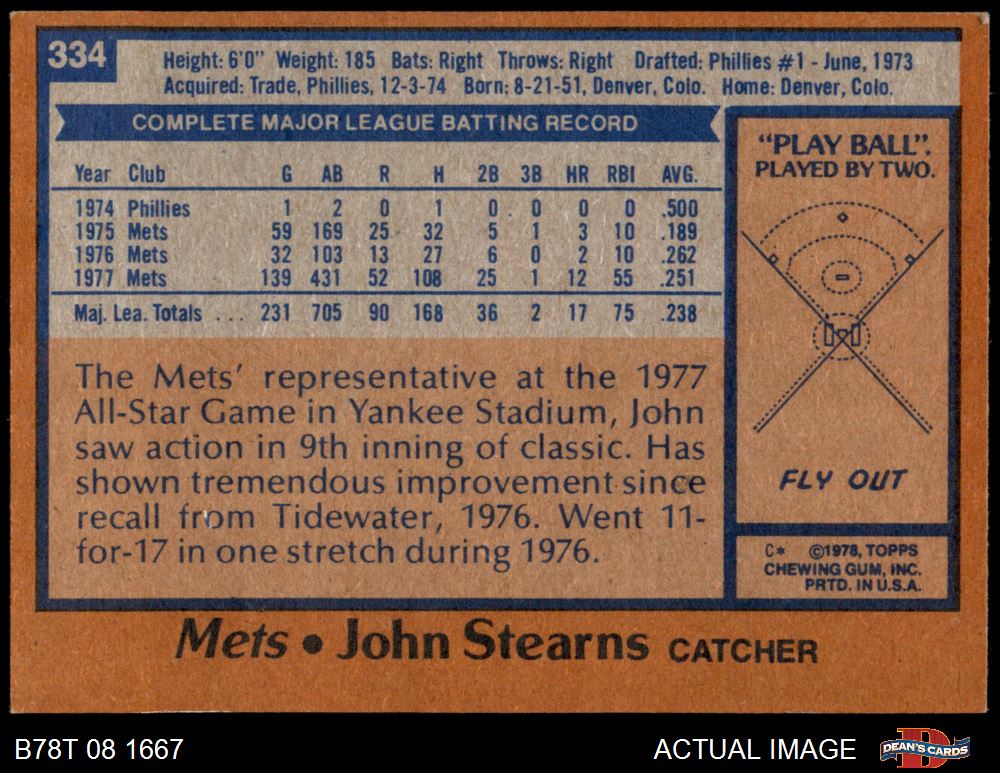 334
Height: 6'0" Weight: 185 Bats: Right Throws: Right Drafted: Phillies #1 - June, 1973
Acquired: Trade, Phillies, 12-3-74 Born: 8-21-51, Denver, Colo. Home: Denver, Colo.
COMPLETE MAJOR LEAGUE BATTING RECORD
Year Club G AB R H 2B 3B HR RBI AVG.
1974 Phillies 1 2 0 1 0 0 0 0 .500
1975 Mets 59 169 25 32 5 1 3 10 .189
1976 Mets 32 103 13 27 6 0 2 10 .262
1977 Mets 139 431 52 108 25 1 12 55 .251
Maj. Lea. Totals ... 231 705 90 168 36 2 17 75 .238
The Mets' representative at the 1977
All-Star Game in Yankee Stadium, John
saw action in 9th inning of classic. Has
shown tremendous improvement since
recall from Tidewater, 1976. Went 11-
for-17 in one stretch during 1976.
"PLAY BALL".
PLAYED BY TWO.
FLY OUT
C* ©1978, TOPPS
CHEWING GUM, INC.
PRTD. IN U.S.A.
Mets • John Stearns CATCHER
B78T 08 1667
ACTUAL IMAGE
DEAN'S CARDS